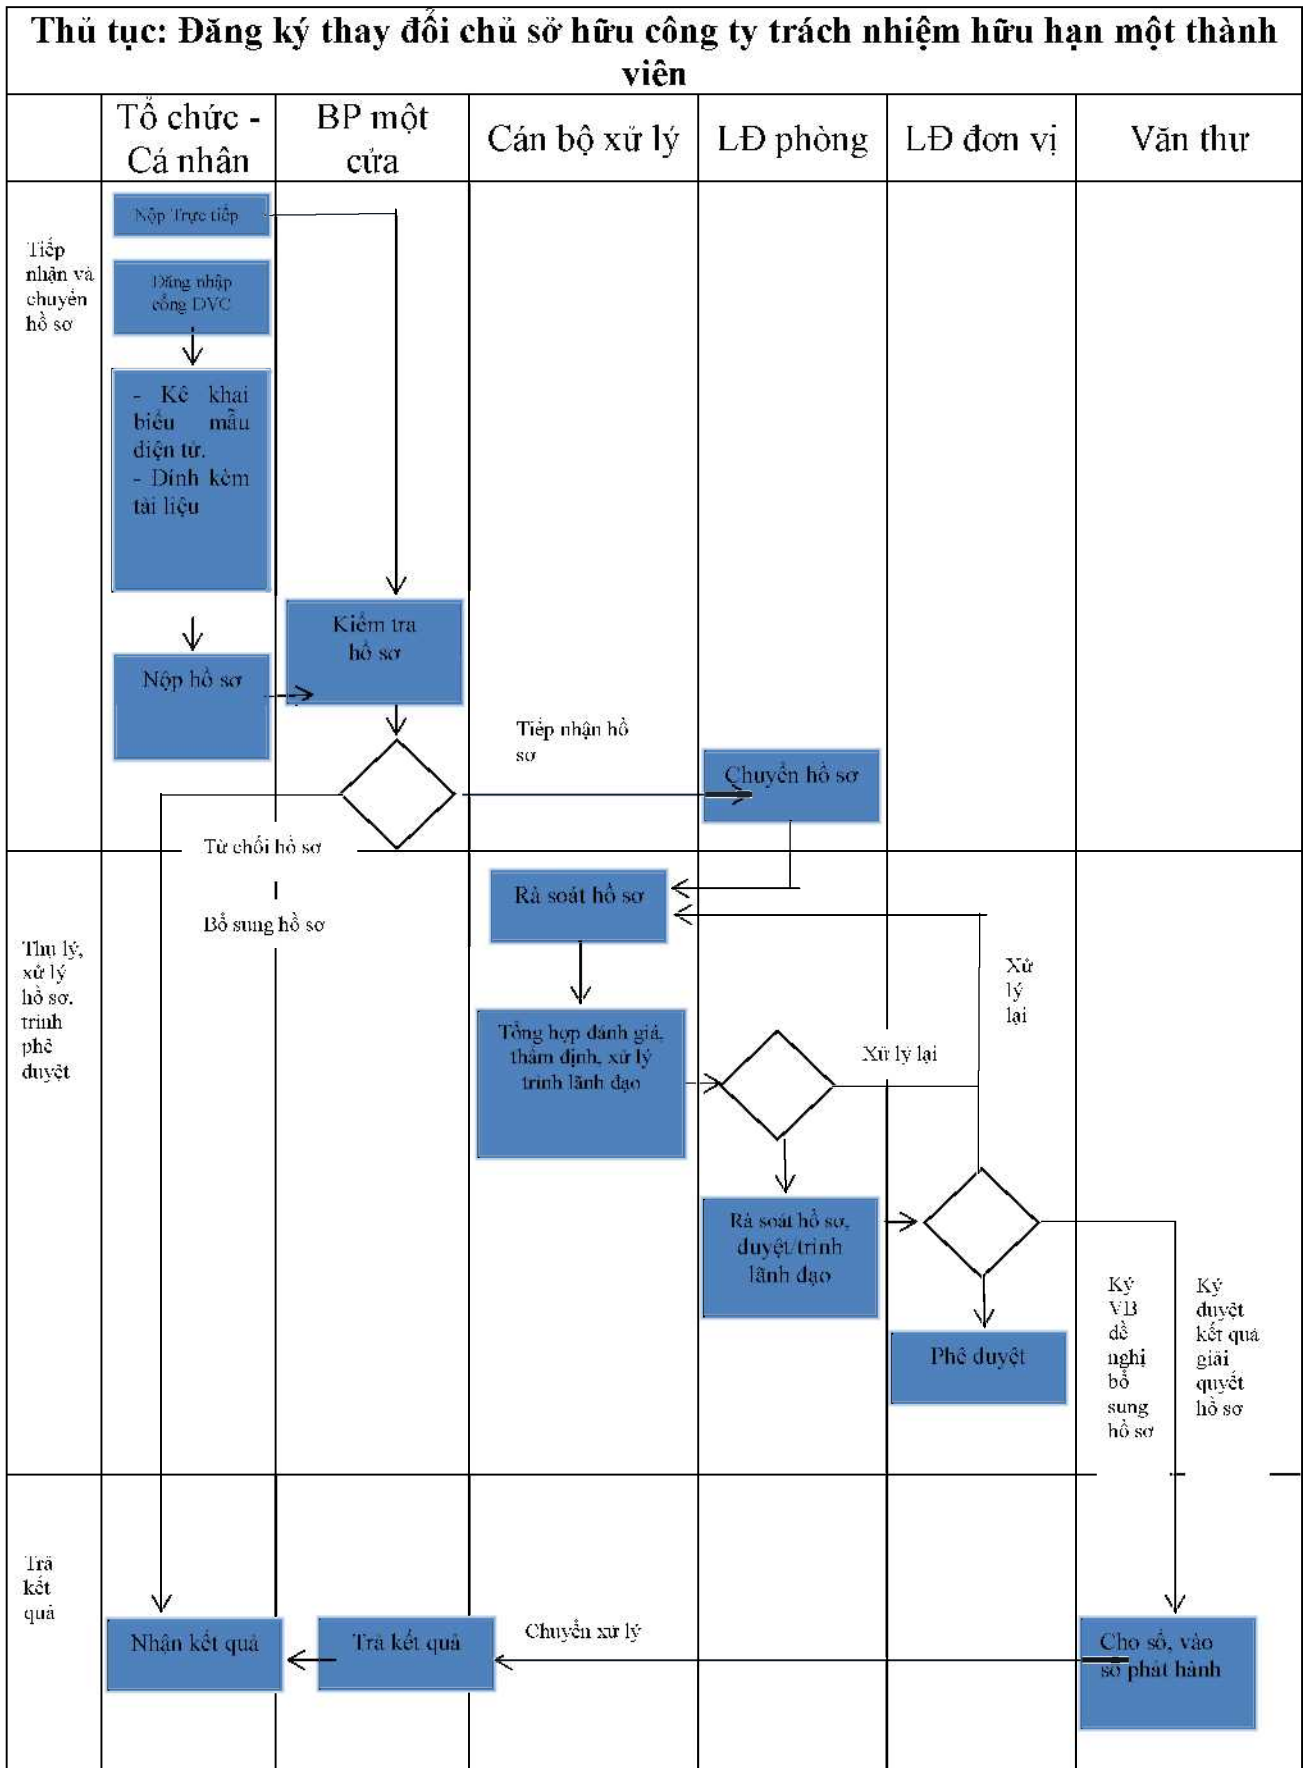 Thủ tục: Đăng ký thay đổi chủ sở hữu công ty trách nhiệm hữu hạn một thành
viên
Tổ chức -
Cá nhân
BP một
cửa
Cán bộ xử lý
LĐ phòng
LĐ đơn vị
Văn thư
Tiếp
nhận và
chuyển
hồ sơ
Nộp Trực tiếp
Đăng nhập
cổng DVC
- Kê khai
biểu mẫu
điện tử.
- Đính kèm
tài liệu
Nộp hồ sơ
Kiểm tra
hồ sơ
Tiếp nhận hồ
sơ
Chuyển hồ sơ
Từ chối hồ sơ
Bổ sung hồ sơ
Thụ lý,
xử lý
hồ sơ.
trình
phê
duyệt
Rà soát hồ sơ
Tổng hợp đánh giá,
thẩm định, xử lý
trình lãnh đạo
Xử lý lại
Xử
lý
lại
Rà soát hồ sơ,
duyệt/trình
lãnh đạo
Phê duyệt
Ký
VB
đề
nghị
bổ
sung
hồ sơ
Ký
duyệt
kết quả
giải
quyết
hồ sơ
Trả
kết
quả
Nhận kết quả
Trả kết quả
Chuyển xử lý
Cho số, vào
sổ phát hành